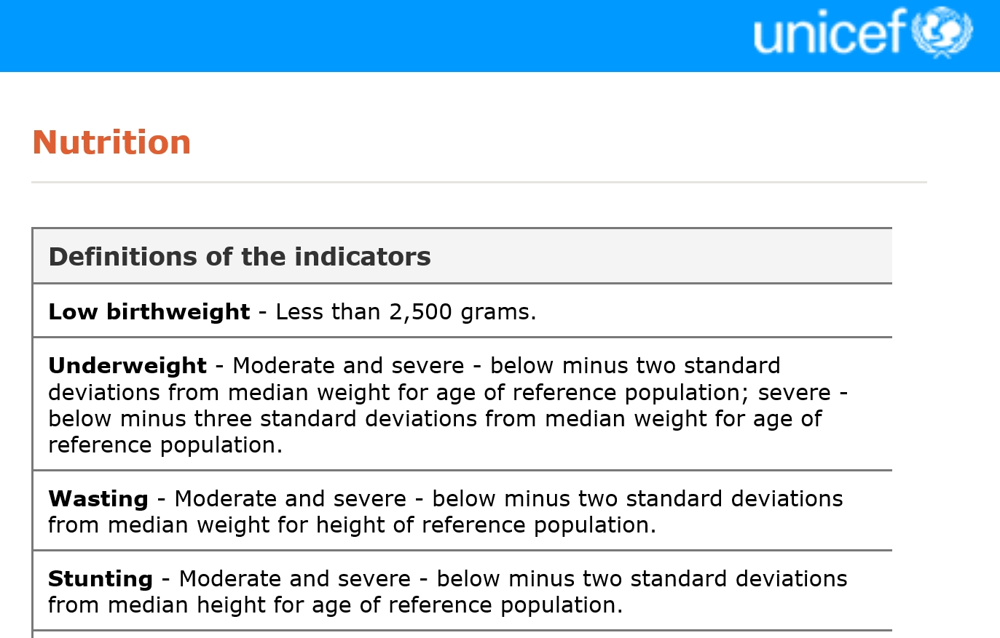 unicef
Nutrition
Definitions of the indicators
Low birthweight - Less than 2,500 grams.
Underweight - Moderate and severe - below minus two standard
deviations from median weight for age of reference population; severe -
below minus three standard deviations from median weight for age of
reference population.
Wasting - Moderate and severe - below minus two standard deviations
from median weight for height of reference population.
Stunting - Moderate and severe - below minus two standard deviations
from median height for age of reference population.